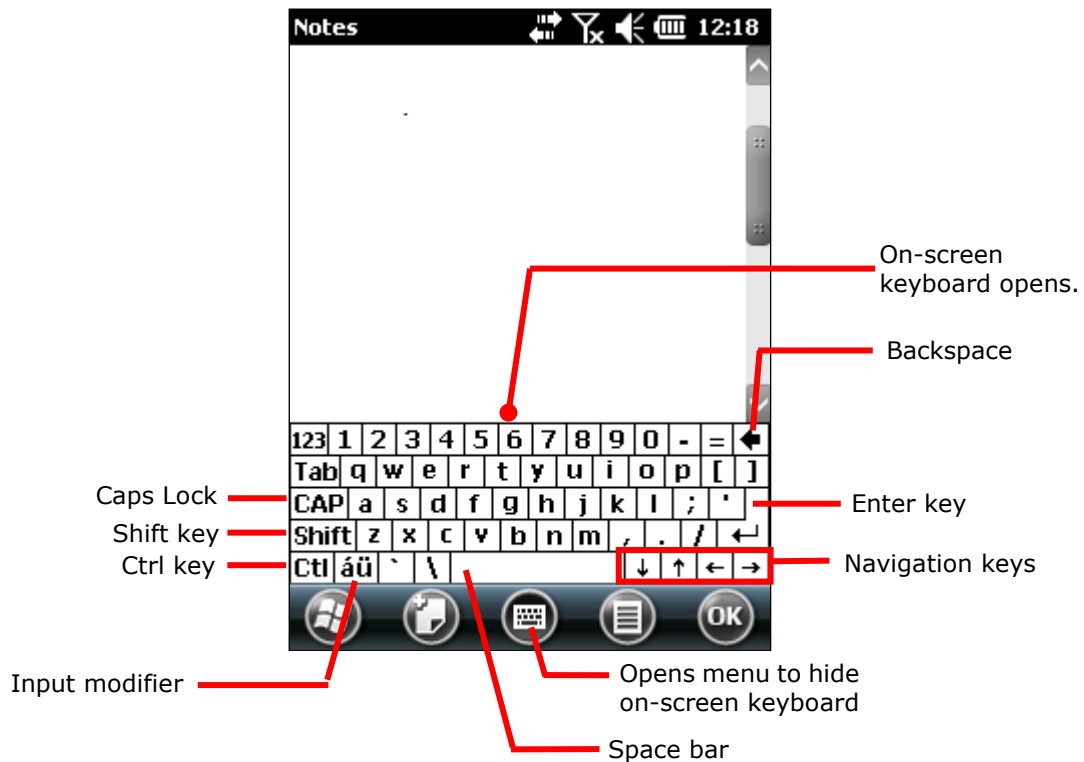 Notes 12:18
On-screen
keyboard opens.
Backspace
123 1 2 3 4 5 6 7 8 9 0 - = 🡄
Tab q w e r t y u i o p [ ]
Caps Lock
CAP a s d f g h j k l ; '
Enter key
Shift key
Shift z x c v b n m , . / ↵
Ctrl key
Ctl áü ` \ ↓ ↑ ← →
Navigation keys
OK
Input modifier
Opens menu to hide
on-screen keyboard
Space bar